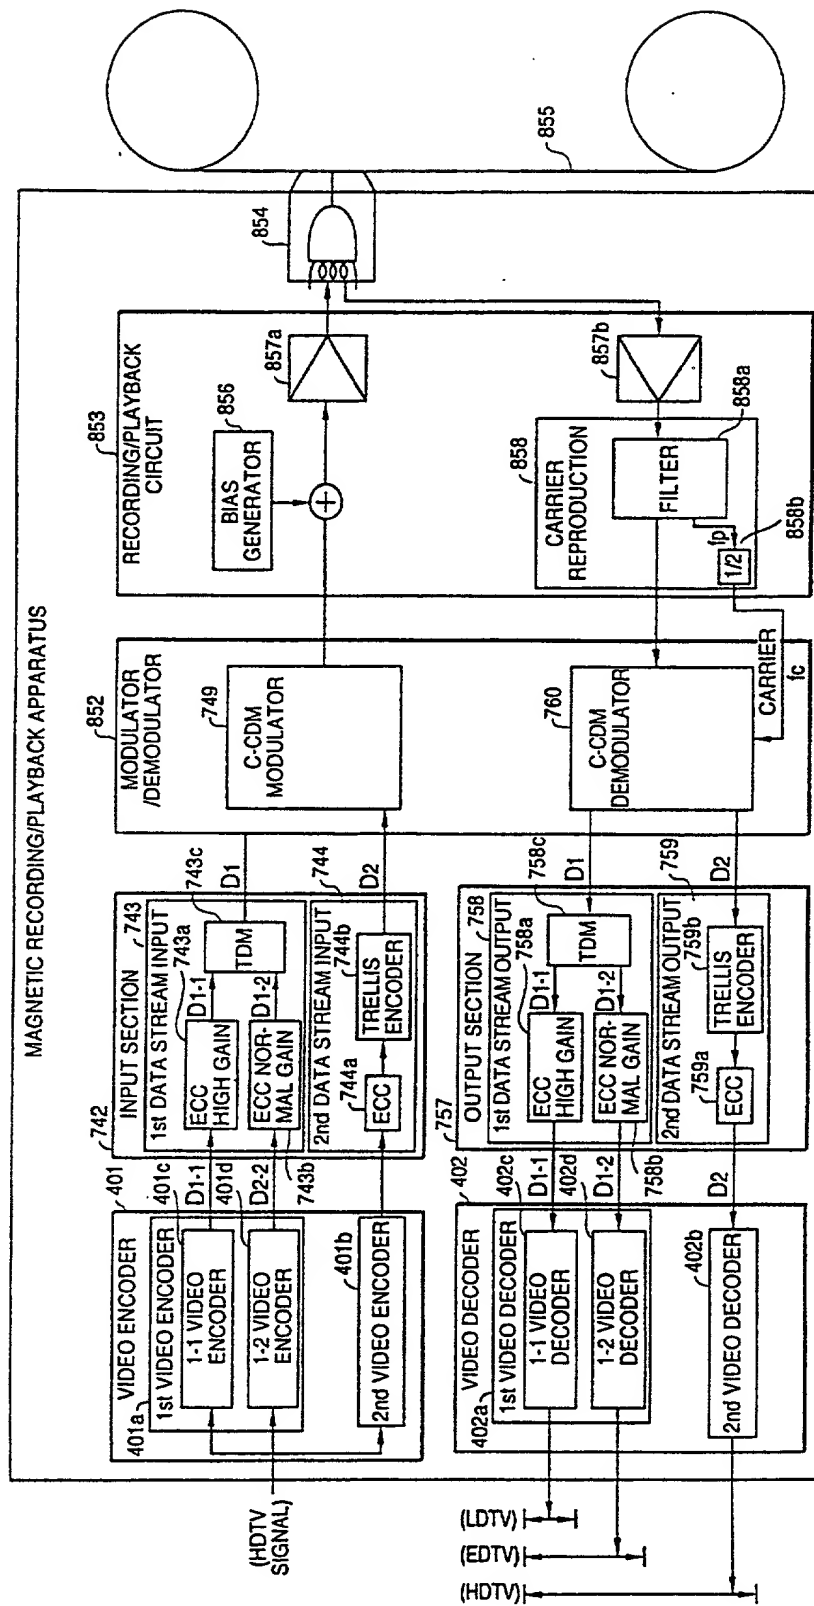 MAGNETIC RECORDING/PLAYBACK APPARATUS
(HDTV
SIGNAL)
401
VIDEO ENCODER
401a
1st VIDEO ENCODER
401c
1-1 VIDEO
ENCODER
401d
1-2 VIDEO
ENCODER
401b
2nd VIDEO ENCODER
D1-1
D2-2
742
INPUT SECTION
743
1st DATA STREAM INPUT
743a
ECC
HIGH GAIN
743b
ECC NOR-
MAL GAIN
D1-1
D1-2
743c
TDM
744
2nd DATA STREAM INPUT
744a
ECC
744b
TRELLIS
ENCODER
D1
D2
852
MODULATOR
/DEMODULATOR
749
C-CDM
MODULATOR
760
C-CDM
DEMODULATOR
CARRIER
fc
853
RECORDING/PLAYBACK
CIRCUIT
856
BIAS
GENERATOR
+
857a
857b
858
CARRIER
REPRODUCTION
858a
FILTER
fp
1/2
858b
854
855
D1
D2
757
OUTPUT SECTION
758
1st DATA STREAM OUTPUT
758a
ECC
HIGH GAIN
758b
ECC NOR-
MAL GAIN
D1-1
D1-2
758c
TDM
759
2nd DATA STREAM OUTPUT
759a
ECC
759b
TRELLIS
ENCODER
D1-1
D1-2
D2
402
VIDEO DECODER
402a
1st VIDEO DECODER
402c
1-1 VIDEO
DECODER
402d
1-2 VIDEO
DECODER
402b
2nd VIDEO DECODER
(LDTV)
(EDTV)
(HDTV)